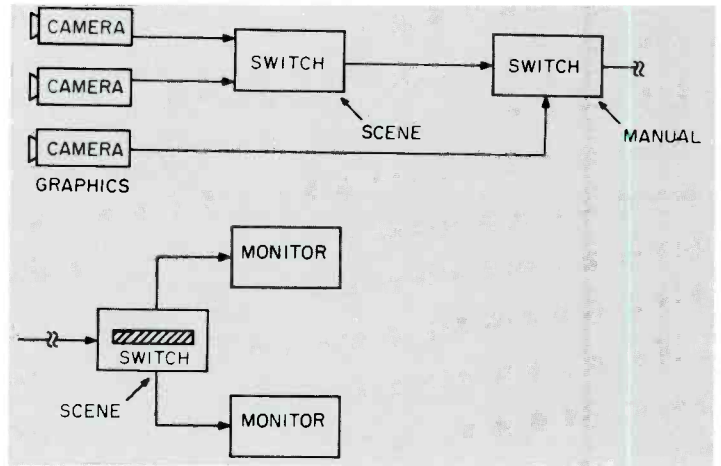 CAMERA
SWITCH
SWITCH
CAMERA
SCENE
MANUAL
CAMERA
GRAPHICS
MONITOR
SWITCH
SCENE
MONITOR